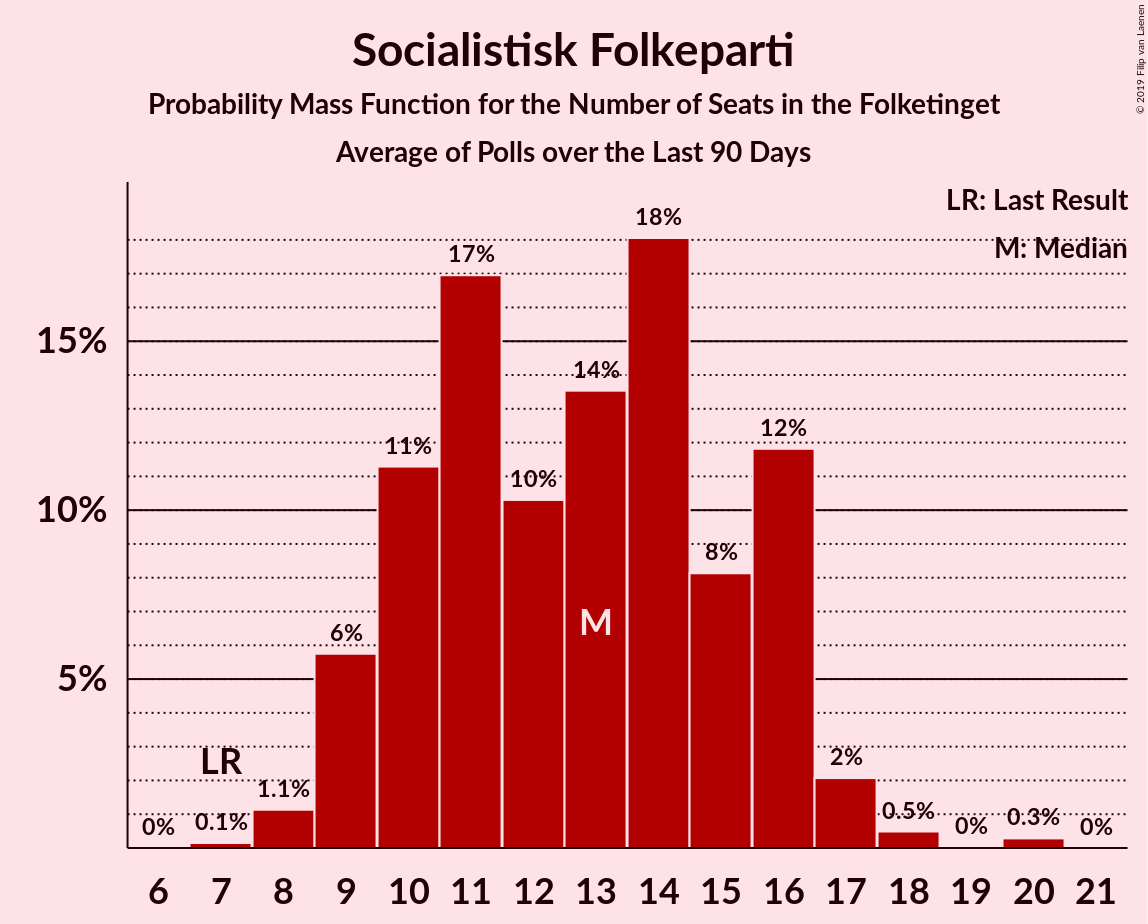 Socialistisk Folkeparti
Probability Mass Function for the Number of Seats in the Folketinget
Average of Polls over the Last 90 Days
© 2019 Filip van Laenen
LR: Last Result
M: Median
15%
10%
5%
0%
0.1%
1.1%
6%
11%
17%
10%
14%
18%
8%
12%
2%
0.5%
0%
0.3%
0%
LR
M
6 7 8 9 10 11 12 13 14 15 16 17 18 19 20 21